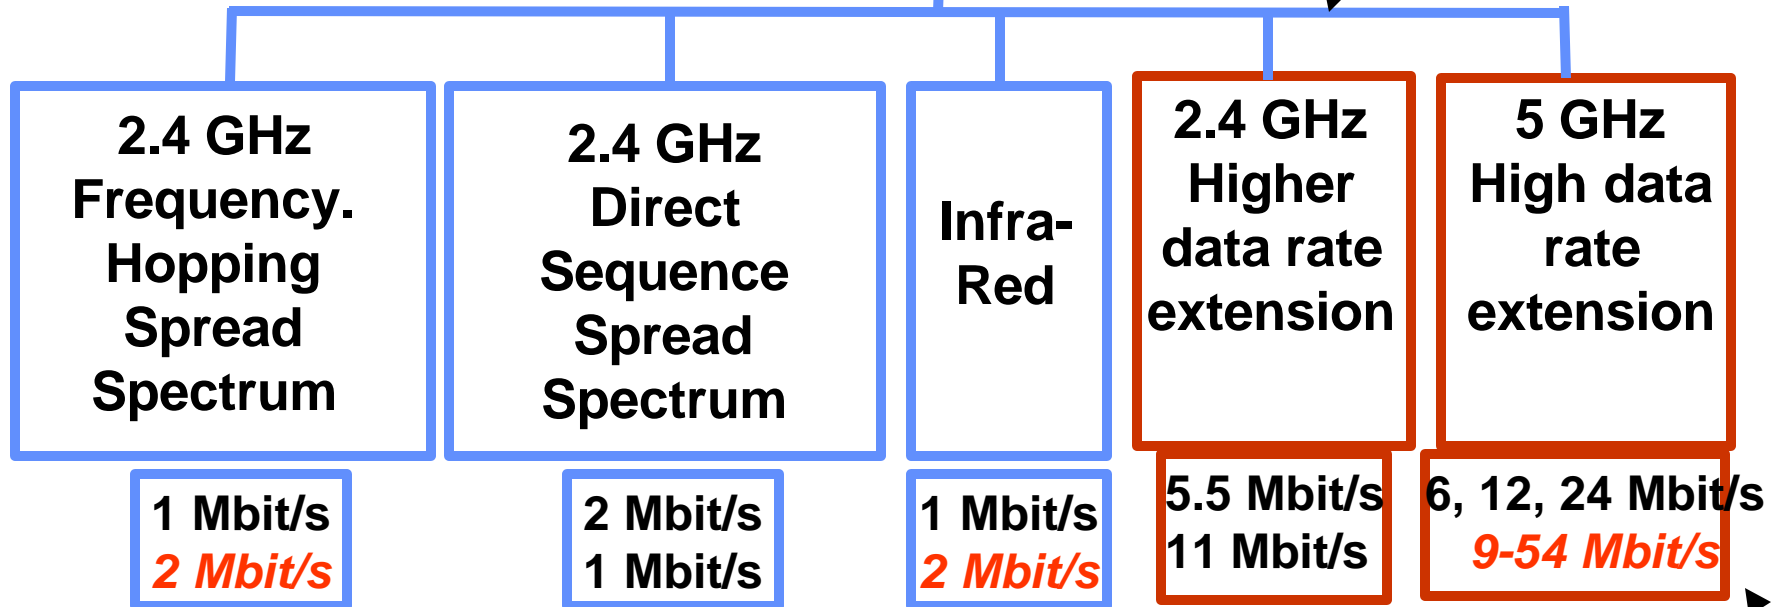 2.4 GHz
Frequency.
Hopping
Spread
Spectrum
1 Mbit/s
2 Mbit/s
2.4 GHz
Direct
Sequence
Spread
Spectrum
2 Mbit/s
1 Mbit/s
Infra-
Red
1 Mbit/s
2 Mbit/s
2.4 GHz
Higher
data rate
extension
5.5 Mbit/s
11 Mbit/s
5 GHz
High data
rate
extension
6, 12, 24 Mbit/s
9-54 Mbit/s